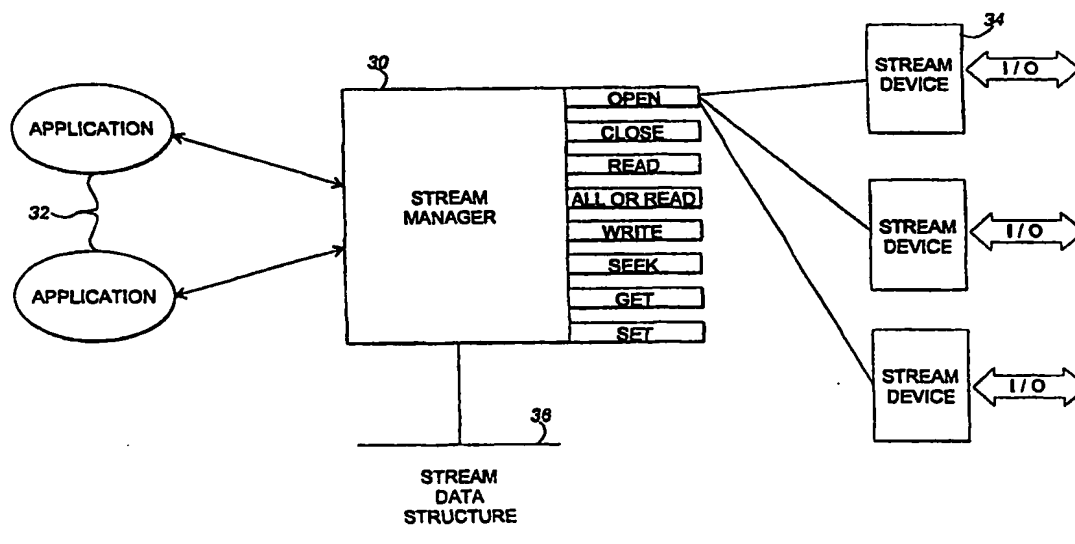 32
APPLICATION
APPLICATION
30
STREAM
MANAGER
OPEN
CLOSE
READ
ALL OR READ
WRITE
SEEK
GET
SET
36
STREAM
DATA
STRUCTURE
34
STREAM
DEVICE
I / O
STREAM
DEVICE
I / O
STREAM
DEVICE
I / O